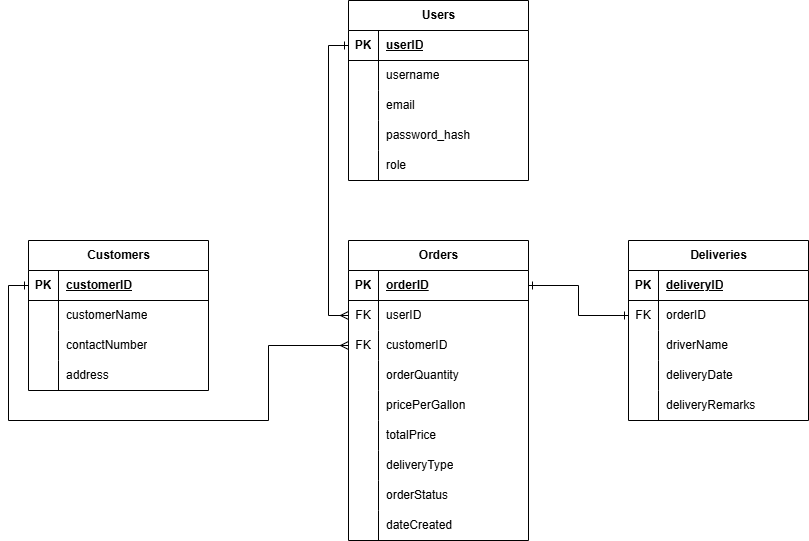 Users
PK userID
username
email
password_hash
role
Customers
PK customerID
customerName
contactNumber
address
Orders
PK orderID
FK userID
FK customerID
orderQuantity
pricePerGallon
totalPrice
deliveryType
orderStatus
dateCreated
Deliveries
PK deliveryID
FK orderID
driverName
deliveryDate
deliveryRemarks